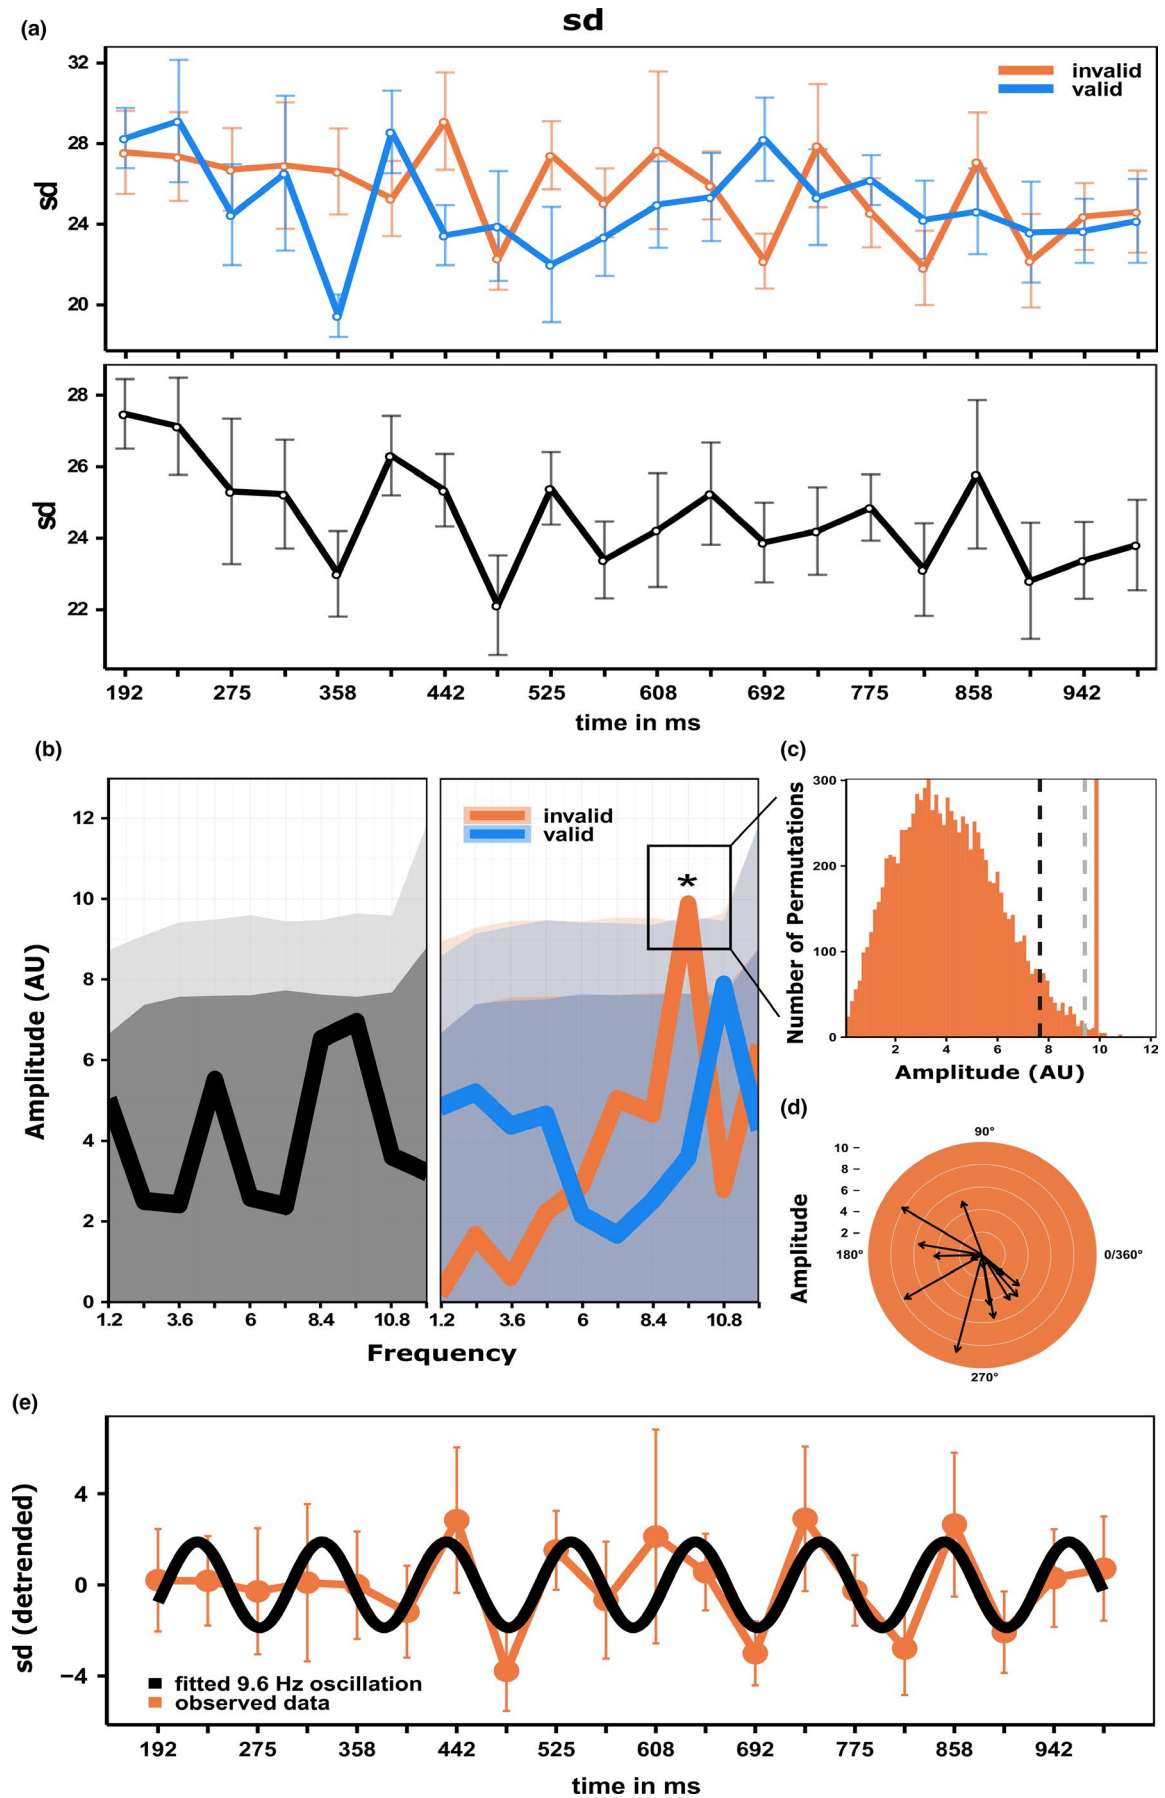 (a)
sd
32
28
24
20
sd
invalid
valid
28
26
24
22
sd
192 275 358 442 525 608 692 775 858 942
time in ms
(b)
12
10
8
6
4
2
0
Amplitude (AU)
invalid
valid
*
1.2 3.6 6 8.4 10.8
1.2 3.6 6 8.4 10.8
Frequency
(c)
300
200
100
0
Number of Permutations
2 4 6 8 10 12
Amplitude (AU)
(d)
90°
10
8
6
4
2
180°
0/360°
270°
Amplitude
(e)
4
0
−4
sd (detrended)
fitted 9.6 Hz oscillation
observed data
192 275 358 442 525 608 692 775 858 942
time in ms